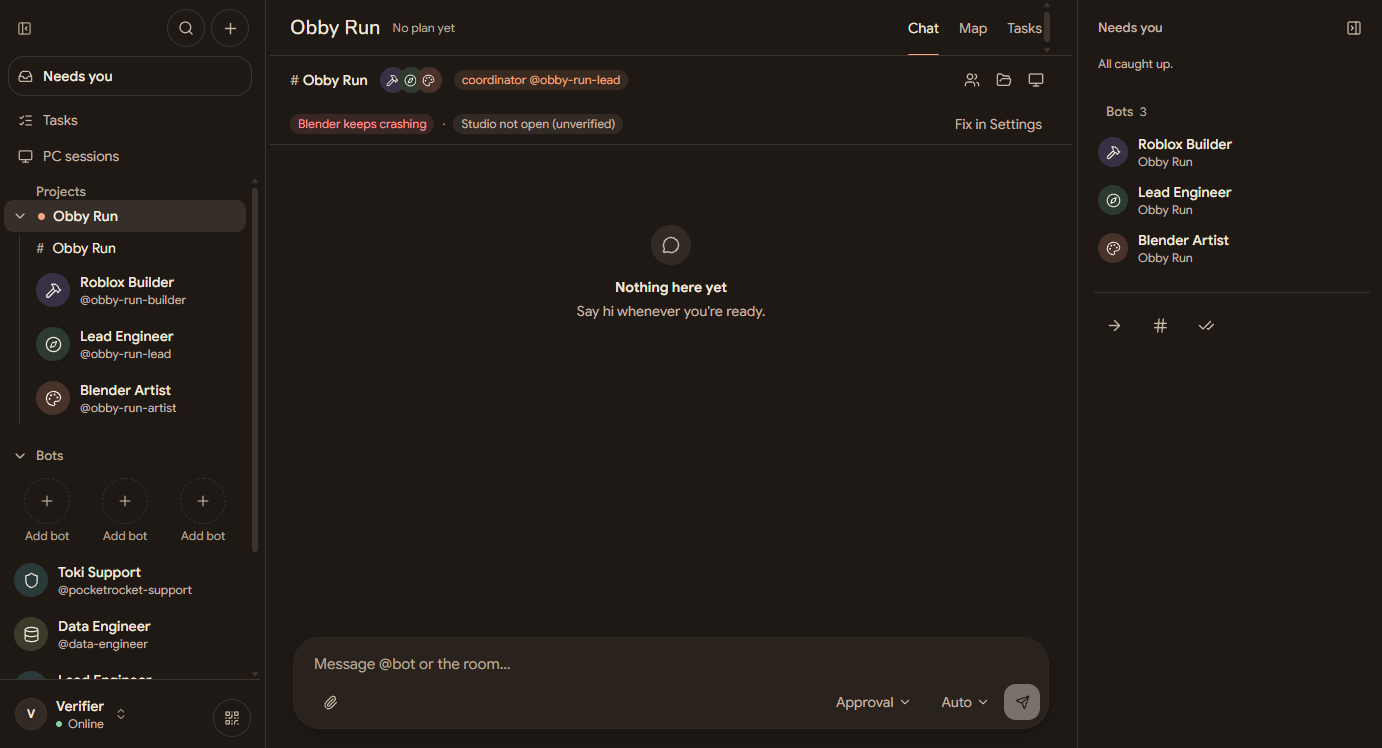 Needs you
Tasks
PC sessions
Projects
Obby Run
# Obby Run
Roblox Builder
@obby-run-builder
Lead Engineer
@obby-run-lead
Blender Artist
@obby-run-artist
Bots
Add bot
Add bot
Add bot
Toki Support
@pocketrocket-support
Data Engineer
@data-engineer
Lead Engineer
V
Verifier
Online
Obby Run
No plan yet
Chat
Map
Tasks
# Obby Run
coordinator @obby-run-lead
Blender keeps crashing · Studio not open (unverified)
Fix in Settings
Nothing here yet
Say hi whenever you're ready.
Message @bot or the room...
Approval
Auto
Needs you
All caught up.
Bots 3
Roblox Builder
Obby Run
Lead Engineer
Obby Run
Blender Artist
Obby Run
#